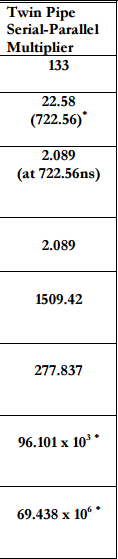 Twin Pipe
Serial-Parallel
Multiplier
133
22.58
(722.56)*
2.089
(at 722.56ns)
2.089
1509.42
277.837
96.101 x 10³ *
69.438 x 10⁶ *